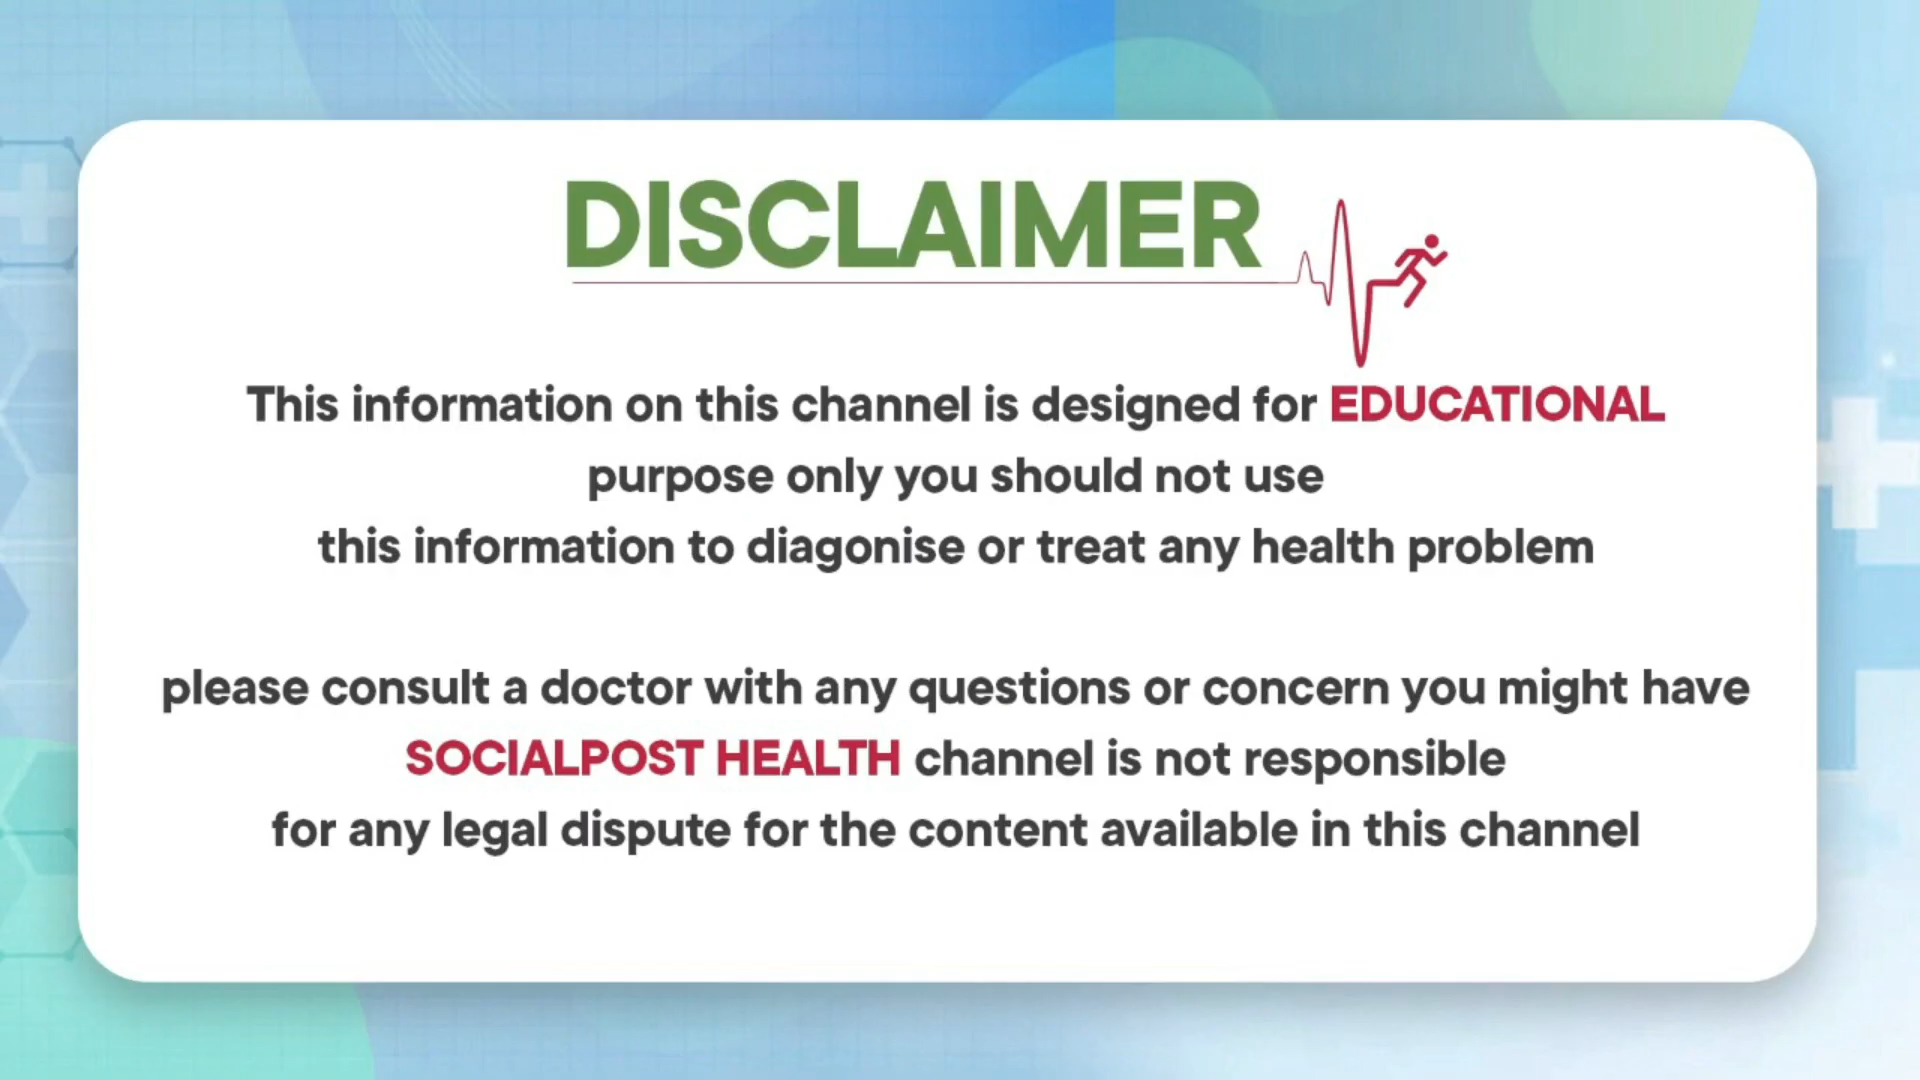 DISCLAIMER
This information on this channel is designed for EDUCATIONAL
purpose only you should not use
this information to diagonise or treat any health problem
please consult a doctor with any questions or concern you might have
SOCIALPOST HEALTH channel is not responsible
for any legal dispute for the content available in this channel